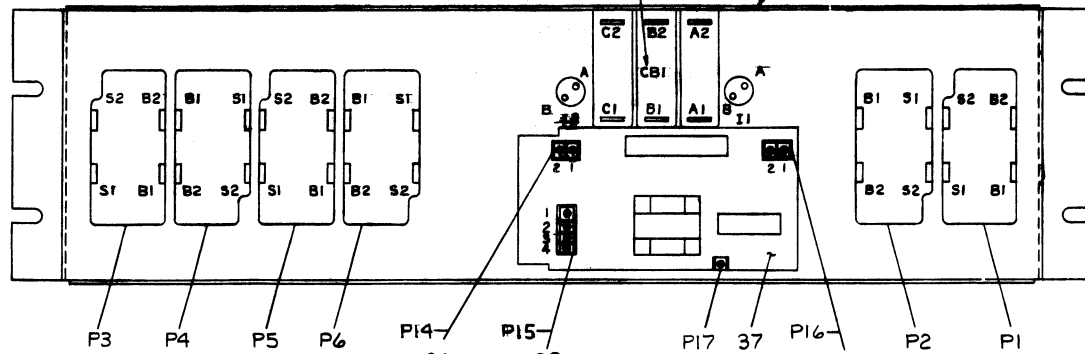 C2 B2 A2
A CB1 A
S2 B2 B1 S1 S2 B2 B1 S1 B1 S1 S2 B2
B C1 B1 A1 B I1
2 1 2 1
S1 B1 B2 S2 S1 B1 B2 S2 B2 S2 S1 B1
1
2
3
4
P3 P4 P5 P6 P14 P15 P17 37 P16 P2 P1